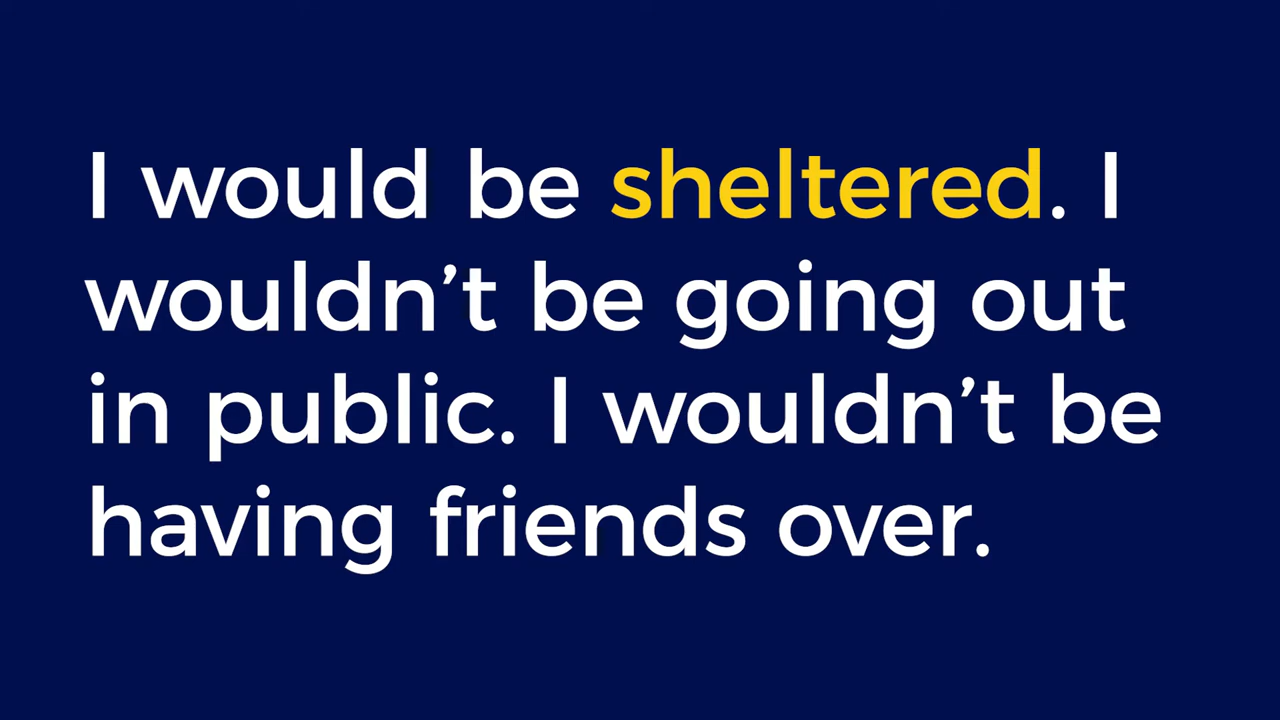 I would be sheltered. I
wouldn’t be going out
in public. I wouldn’t be
having friends over.